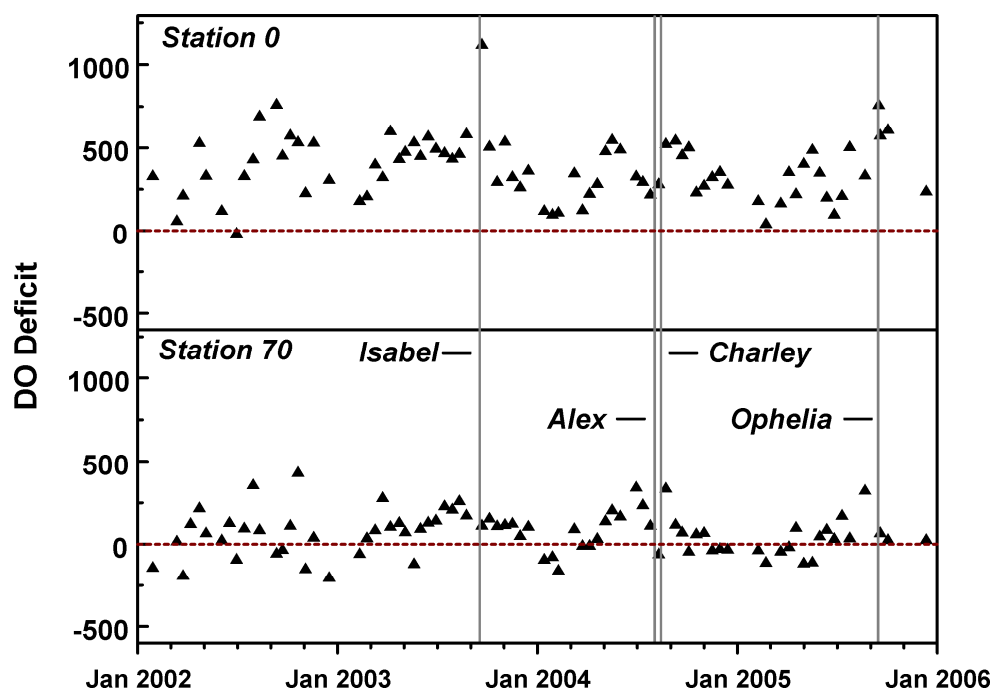 Station 0
1000
500
0
-500
DO Deficit
Station 70
Isabel
Charley
1000
Alex
Ophelia
500
0
-500
Jan 2002 Jan 2003 Jan 2004 Jan 2005 Jan 2006